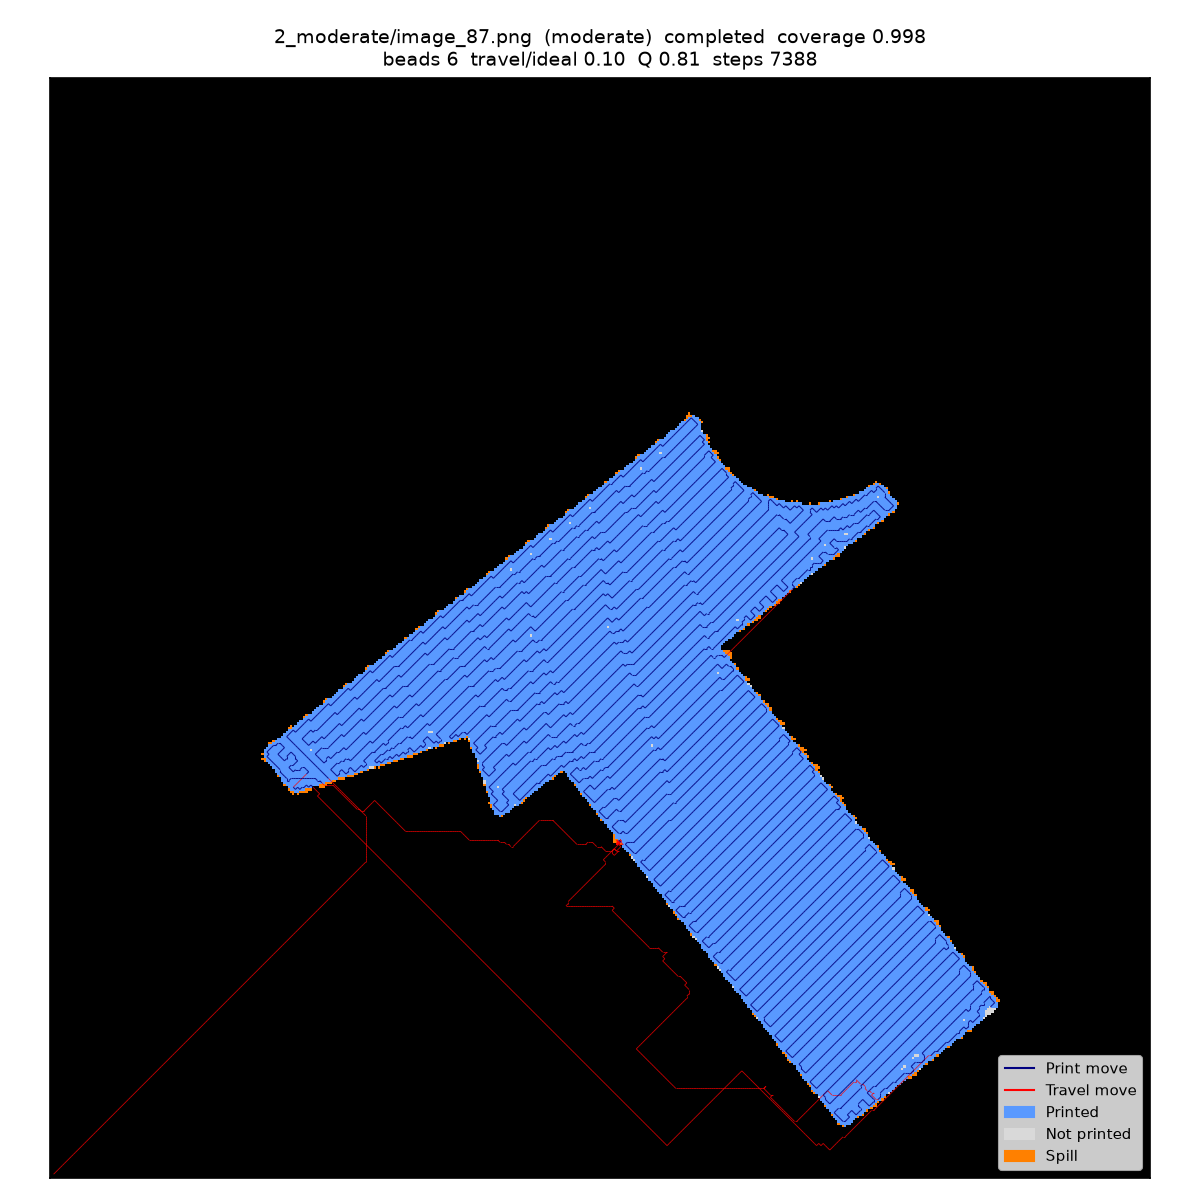 2_moderate/image_87.png  (moderate)  completed  coverage 0.998
beads 6  travel/ideal 0.10  Q 0.81  steps 7388
Print move
Travel move
Printed
Not printed
Spill